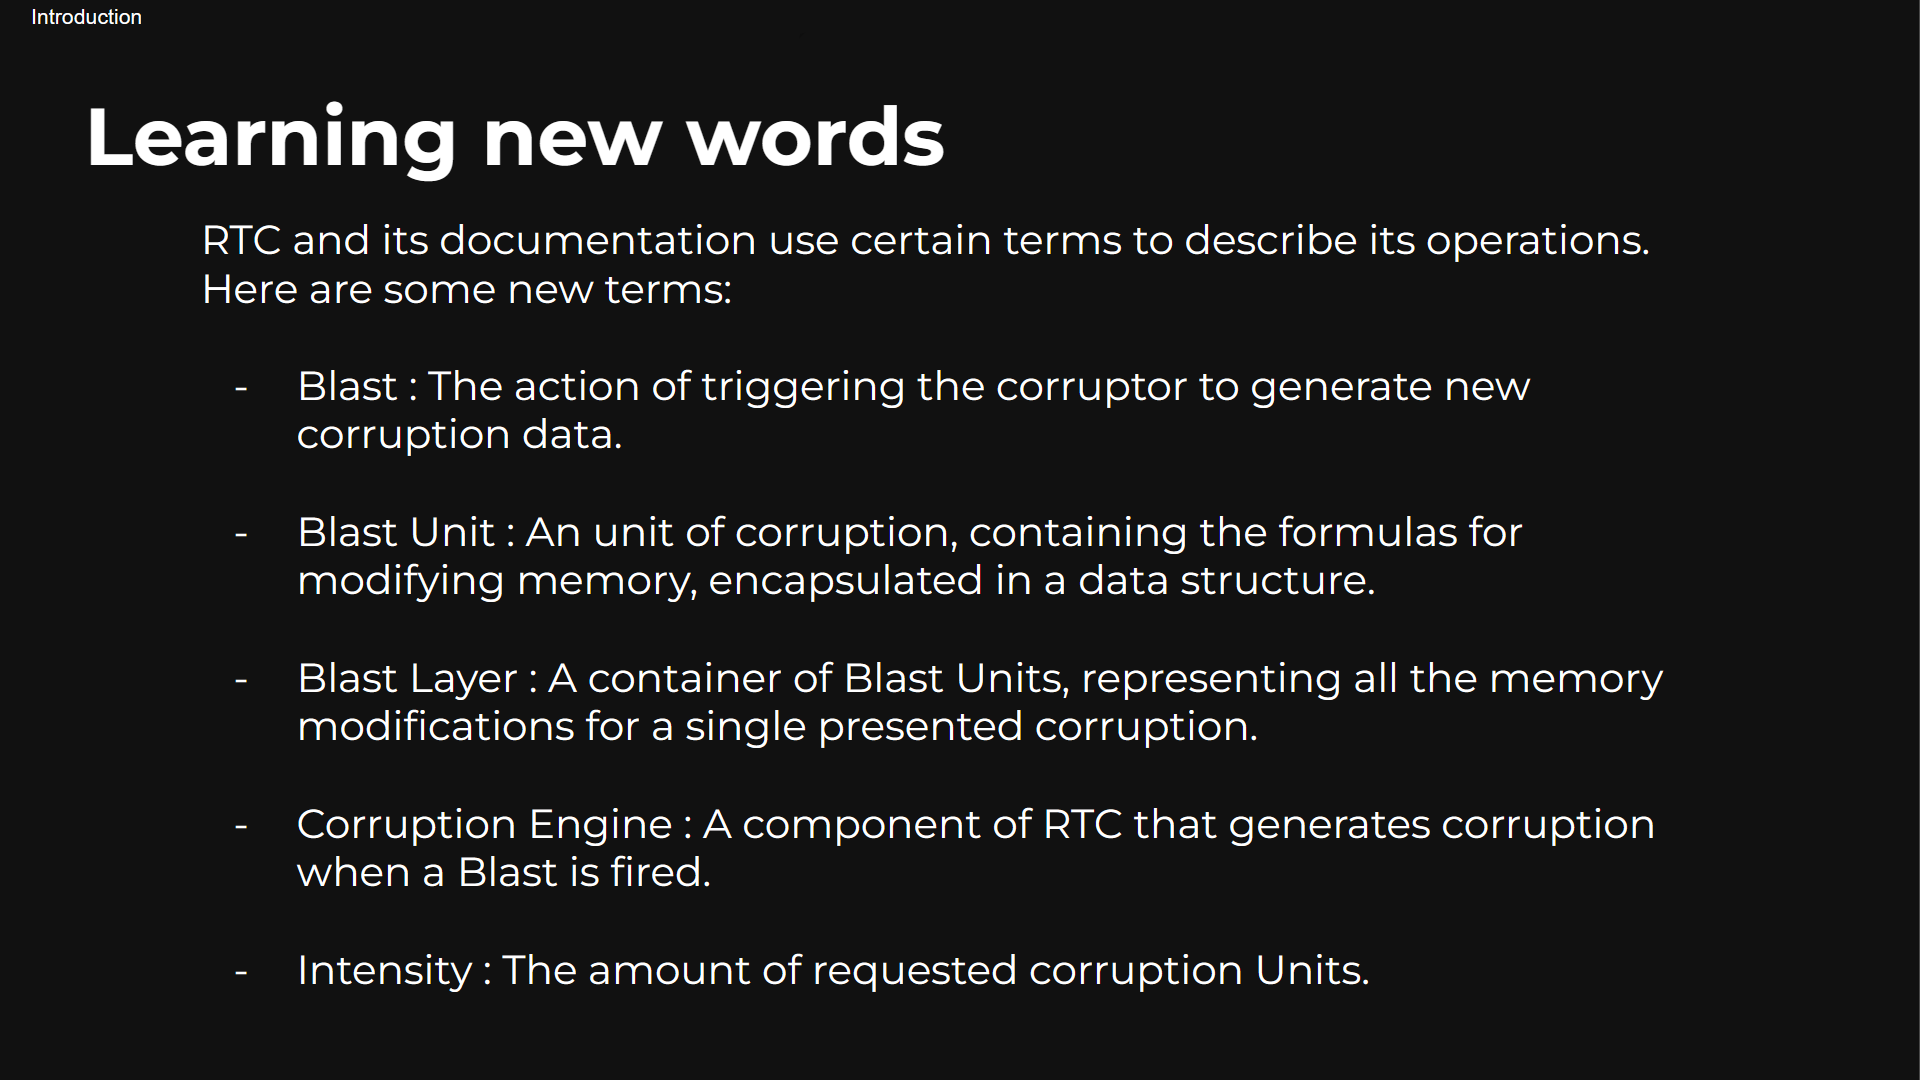 Introduction
Learning new words
RTC and its documentation use certain terms to describe its operations.
Here are some new terms:
- Blast : The action of triggering the corruptor to generate new
corruption data.
- Blast Unit : An unit of corruption, containing the formulas for
modifying memory, encapsulated in a data structure.
- Blast Layer : A container of Blast Units, representing all the memory
modifications for a single presented corruption.
- Corruption Engine : A component of RTC that generates corruption
when a Blast is fired.
- Intensity : The amount of requested corruption Units.